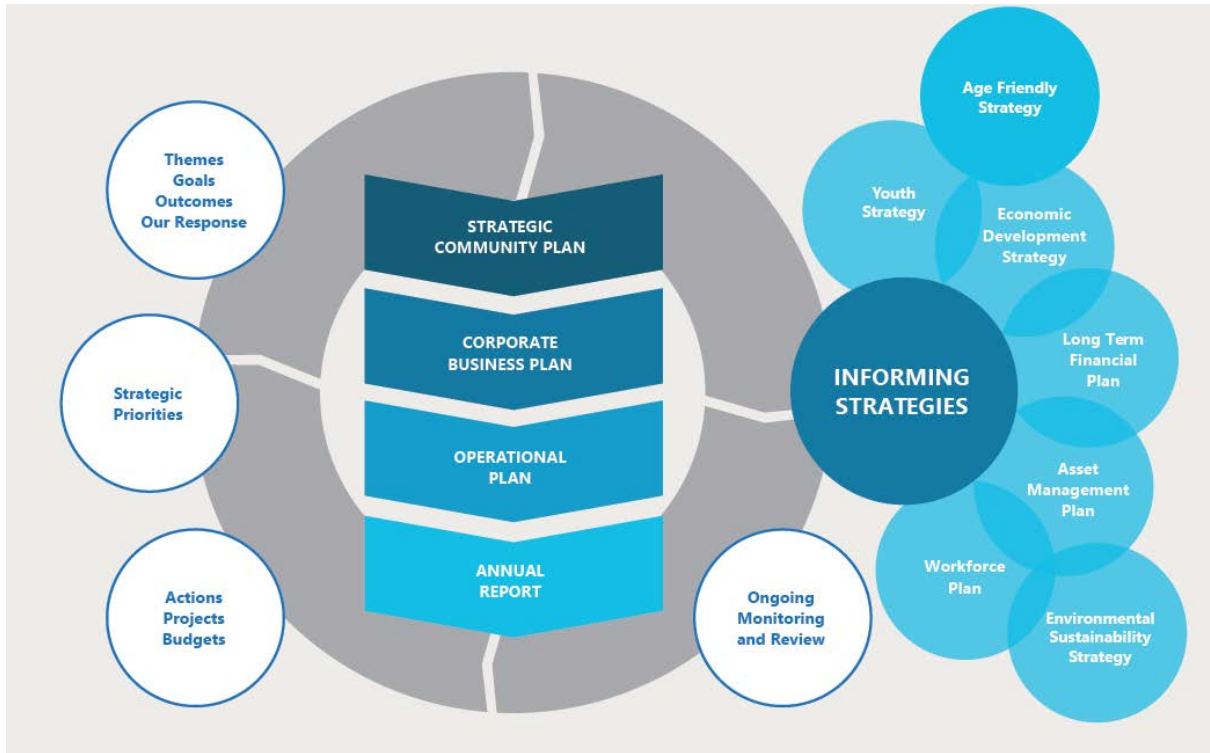 Themes
Goals
Outcomes
Our Response
Strategic
Priorities
Actions
Projects
Budgets
STRATEGIC
COMMUNITY PLAN
CORPORATE
BUSINESS PLAN
OPERATIONAL
PLAN
ANNUAL
REPORT
Ongoing
Monitoring
and Review
INFORMING
STRATEGIES
Age Friendly
Strategy
Youth
Strategy
Economic
Development
Strategy
Long Term
Financial
Plan
Asset
Management
Plan
Workforce
Plan
Environmental
Sustainability
Strategy